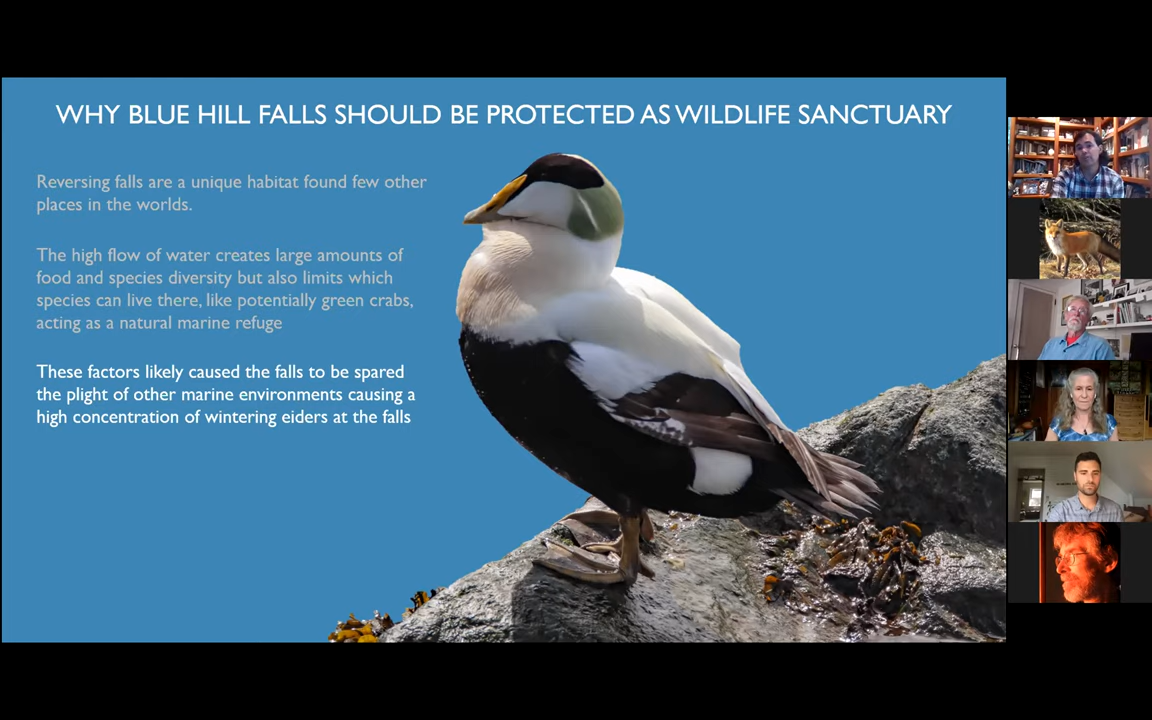 WHY BLUE HILL FALLS SHOULD BE PROTECTED AS WILDLIFE SANCTUARY
Reversing falls are a unique habitat found few other
places in the worlds.
The high flow of water creates large amounts of
food and species diversity but also limits which
species can live there, like potentially green crabs,
acting as a natural marine refuge
These factors likely caused the falls to be spared
the plight of other marine environments causing a
high concentration of wintering eiders at the falls